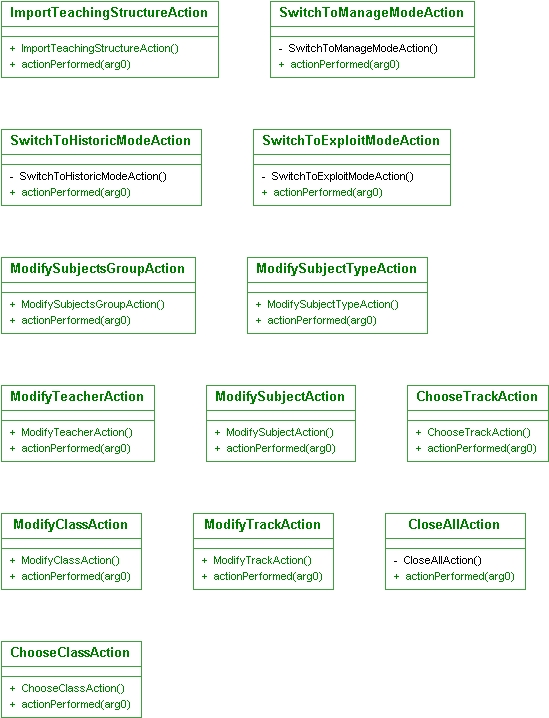 ImportTeachingStructureAction
+ ImportTeachingStructureAction()
+ actionPerformed(arg0)
SwitchToManageModeAction
- SwitchToManageModeAction()
+ actionPerformed(arg0)
SwitchToHistoricModeAction
- SwitchToHistoricModeAction()
+ actionPerformed(arg0)
SwitchToExploitModeAction
- SwitchToExploitModeAction()
+ actionPerformed(arg0)
ModifySubjectsGroupAction
+ ModifySubjectsGroupAction()
+ actionPerformed(arg0)
ModifySubjectTypeAction
+ ModifySubjectTypeAction()
+ actionPerformed(arg0)
ModifyTeacherAction
+ ModifyTeacherAction()
+ actionPerformed(arg0)
ModifySubjectAction
+ ModifySubjectAction()
+ actionPerformed(arg0)
ChooseTrackAction
+ ChooseTrackAction()
+ actionPerformed(arg0)
ModifyClassAction
+ ModifyClassAction()
+ actionPerformed(arg0)
ModifyTrackAction
+ ModifyTrackAction()
+ actionPerformed(arg0)
CloseAllAction
- CloseAllAction()
+ actionPerformed(arg0)
ChooseClassAction
+ ChooseClassAction()
+ actionPerformed(arg0)